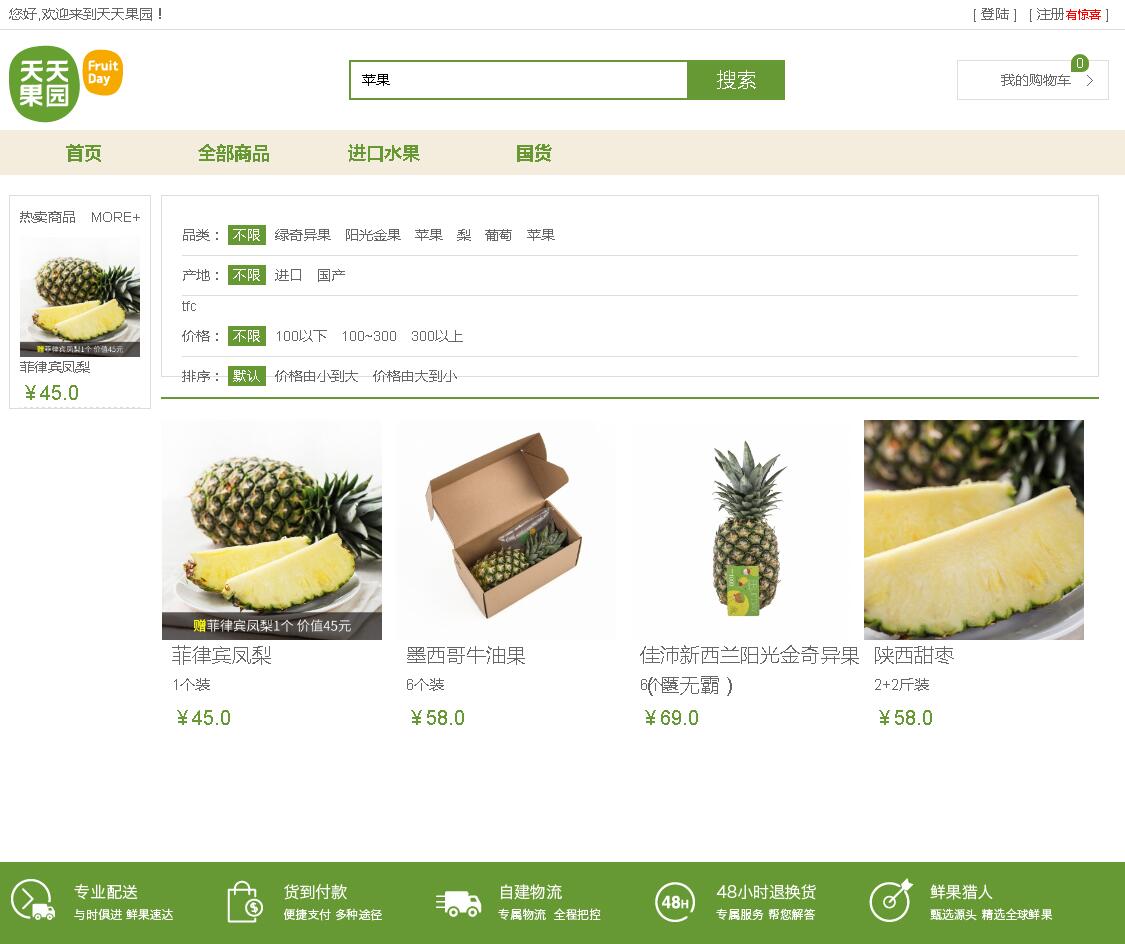 您好,欢迎来到天天果园！
[ 登陆 ] [ 注册有惊喜 ]
天天果园
Fruit Day
苹果
搜索
0
我的购物车
首页 全部商品 进口水果 国货
热卖商品 MORE+
赠菲律宾凤梨1个 价值45元
菲律宾凤梨
￥45.0
品类： 不限 绿奇异果 阳光金果 苹果 梨 葡萄 苹果
产地： 不限 进口 国产
tfc
价格： 不限 100以下 100~300 300以上
排序： 默认 价格由小到大 价格由大到小
赠菲律宾凤梨1个 价值45元
菲律宾凤梨
1个装
￥45.0
墨西哥牛油果
6个装
￥58.0
佳沛新西兰阳光金奇异果
￥69.0
陕西甜枣
2+2斤装
￥58.0
专业配送
与时俱进 鲜果速达
货到付款
便捷支付 多种途径
自建物流
专属物流 全程把控
48H
48小时退换货
专属服务 帮您解答
鲜果猎人
甄选源头 精选全球鲜果